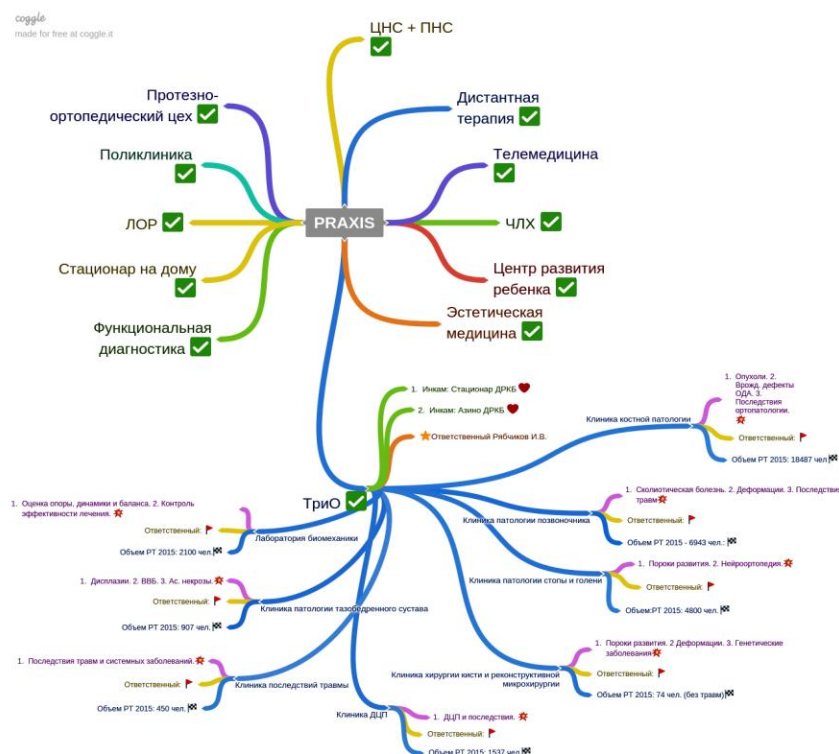 coggle
made for free at coggle.it
ЦНС + ПНС
Протезно-
ортопедический цех
Дистантная
терапия
Поликлиника
Телемедицина
PRAXIS
ЛОР
ЧЛХ
Стационар на дому
Центр развития
ребенка
Функциональная
диагностика
Эстетическая
медицина
1. Инкам: Стационар ДРКБ
2. Инкам: Азино ДРКБ
Ответственный Рябчиков И.В.
ТриО
1. Опухоли. 2.
Врожд. дефекты
ОДА. 3.
Последствия
ортопатологии.
Клиника костной патологии
Ответственный:
Объем РТ 2015: 18487 чел.
1. Сколиотическая болезнь. 2. Деформации. 3. Последствия
травм
Клиника патологии позвоночника
Ответственный:
Объем РТ 2015 - 6943 чел.:
1. Пороки развития. 2. Нейроортопедия.
Клиника патологии стопы и голени
Ответственный:
Объем:РТ 2015: 4800 чел.
1. Пороки развития. 2 Деформации. 3. Генетические
заболевания
Клиника хирургии кисти и реконструктивной
микрохирургии
Ответственный:
Объем РТ 2015: 74 чел. (без травм)
1. Оценка опоры, динамики и баланса. 2. Контроль
эффективности лечения.
Ответственный:
Лаборатория биомеханики
Объем РТ 2015: 2100 чел.
1. Дисплазии. 2. ВВБ. 3. Ас. некрозы.
Ответственный:
Клиника патологии тазобедренного сустава
Объем РТ 2015: 907 чел.
1. Последствия травм и системных заболеваний.
Ответственный:
Клиника последствий травмы
Объем РТ 2015: 450 чел.
Клиника ДЦП
1. ДЦП и последствия.
Ответственный:
Объем РТ 2015: 1537 чел.